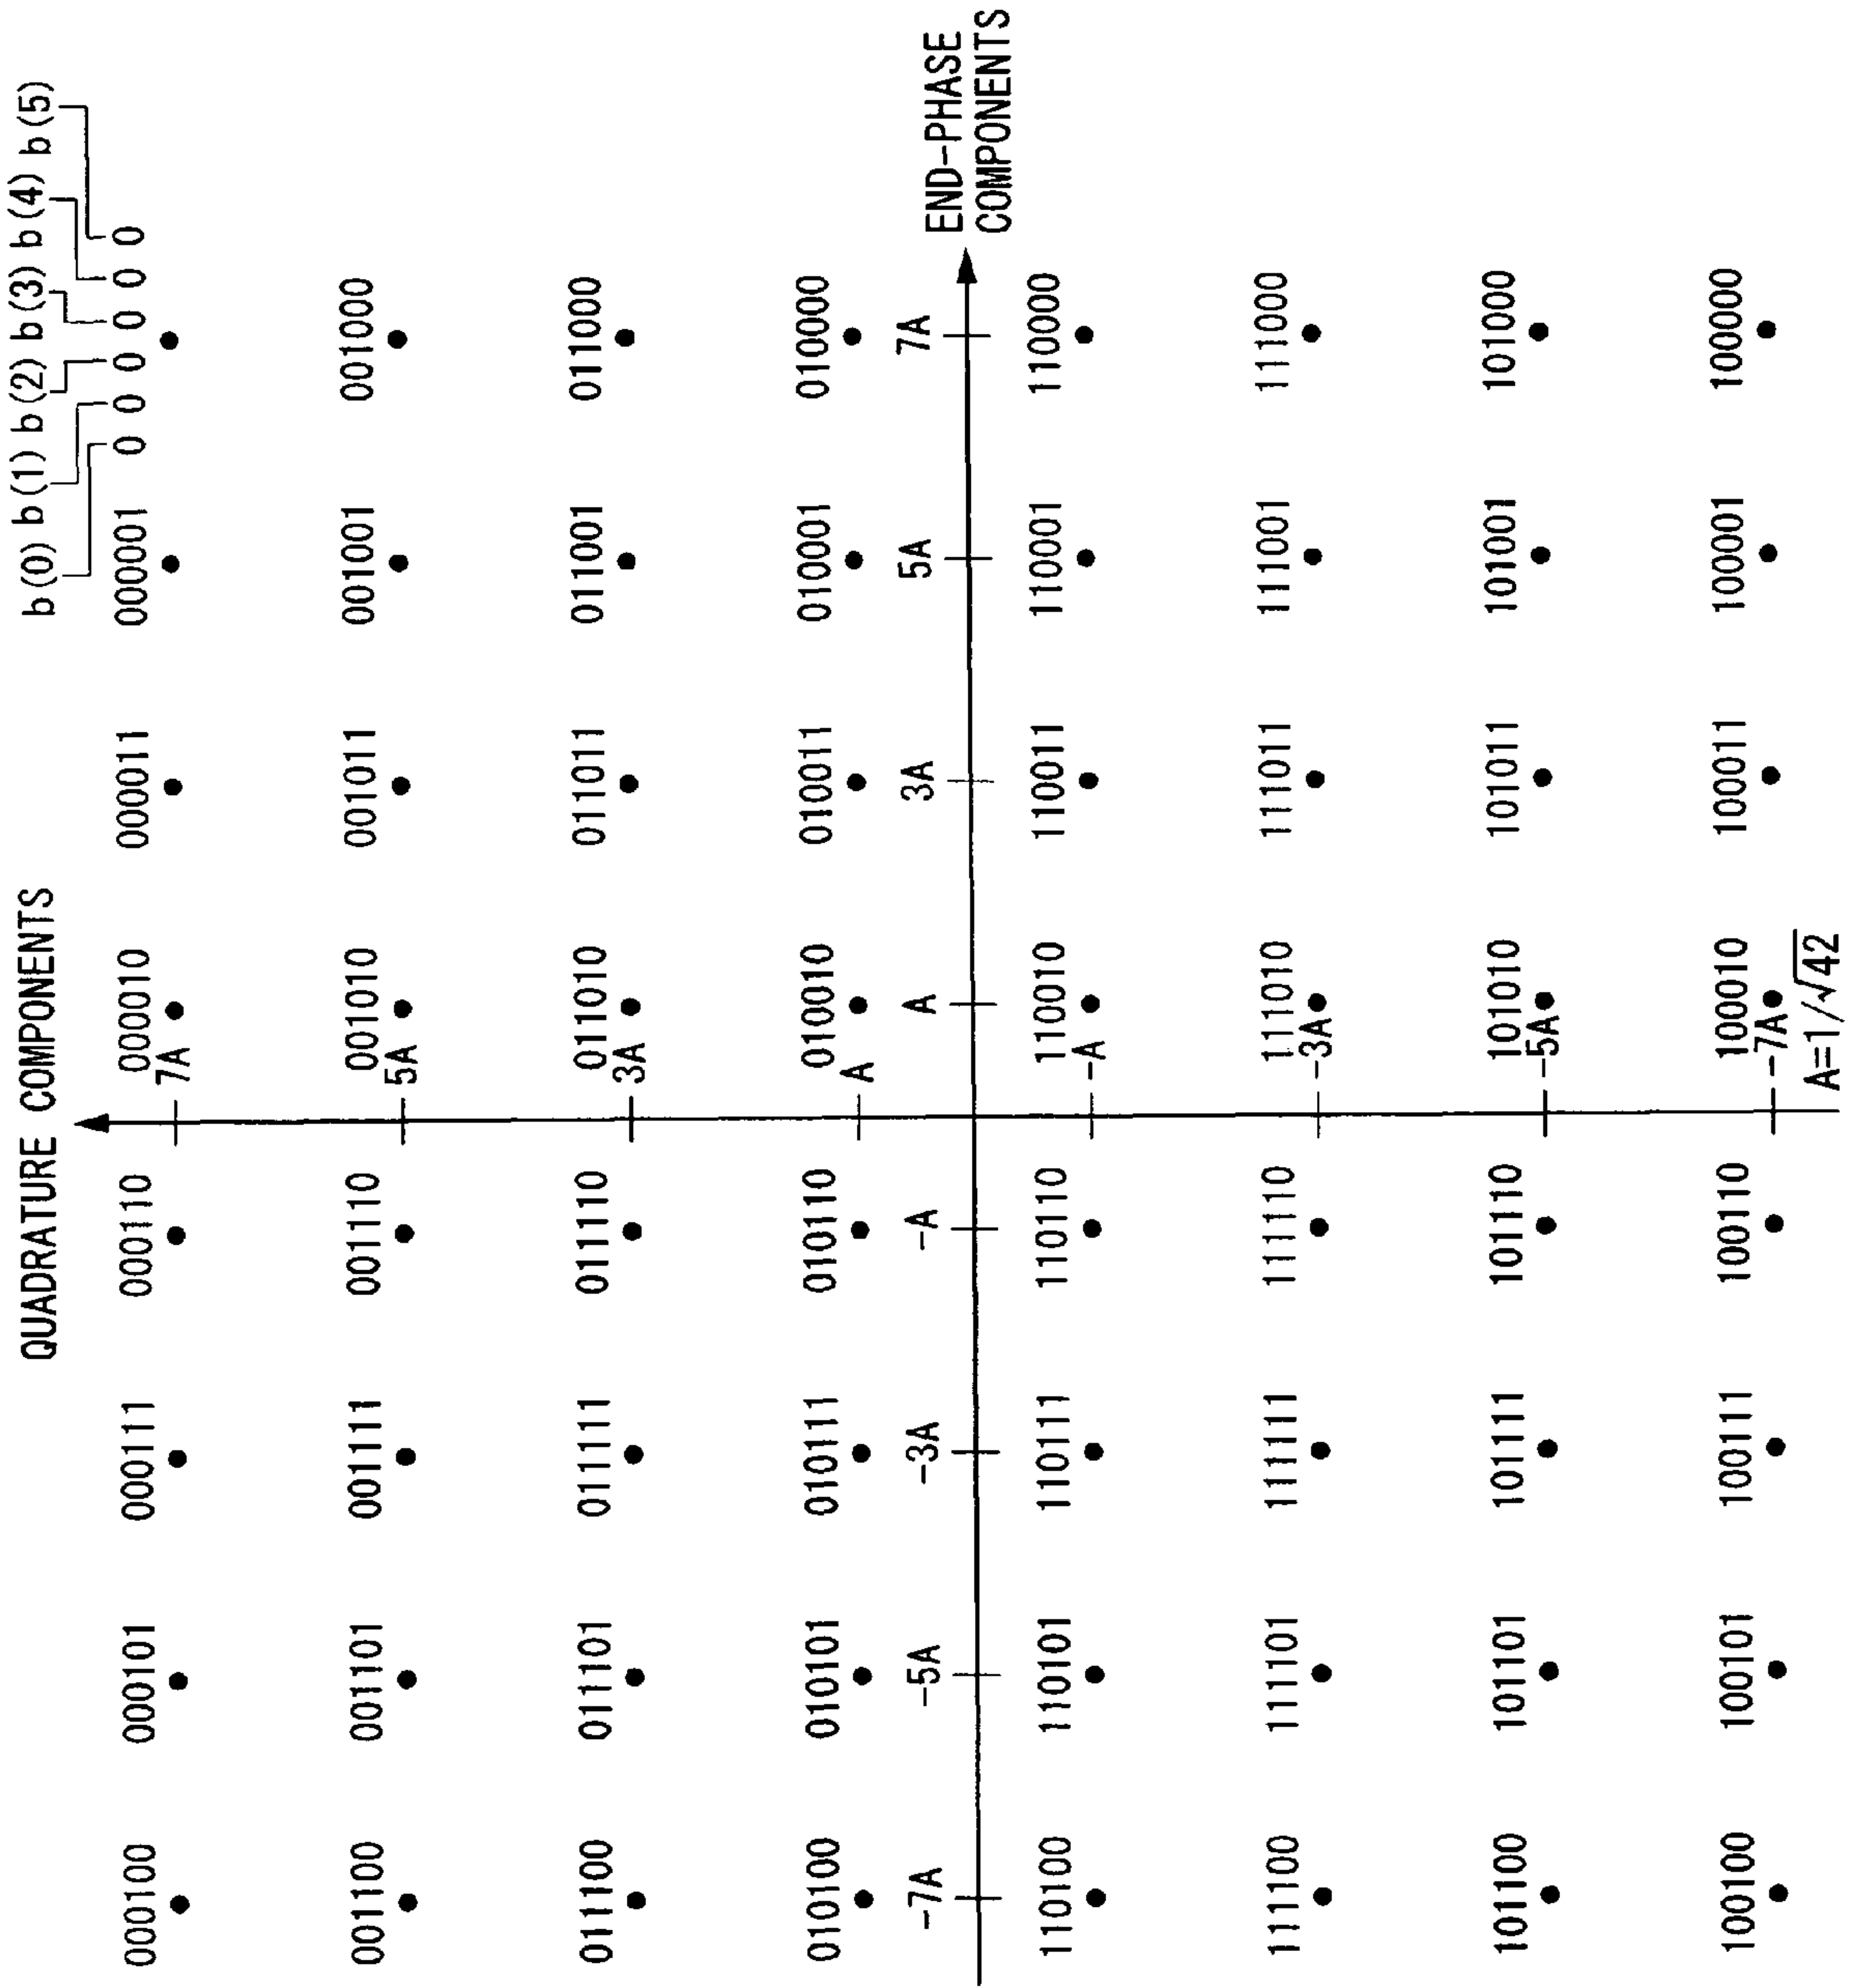 b(0) b(1) b(2) b(3) b(4) b(5)
QUADRATURE COMPONENTS
000100 000101 000111 000110 000010 000011 000001 0 0 0 0 0 0
7A
001100 001101 001111 001110 001010 001011 001001 001000
5A
011100 011101 011111 011110 011010 011011 011001 011000
3A
010100 010101 010111 010110 010010 010011 010001 010000
A
-7A -5A -3A -A A 3A 5A 7A
END-PHASE
COMPONENTS
110100 110101 110111 110110 110010 110011 110001 110000
-A
111100 111101 111111 111110 111010 111011 111001 111000
-3A
101100 101101 101111 101110 101010 101011 101001 101000
-5A
100100 100101 100111 100110 100010 100011 100001 100000
-7A
A=1/√42